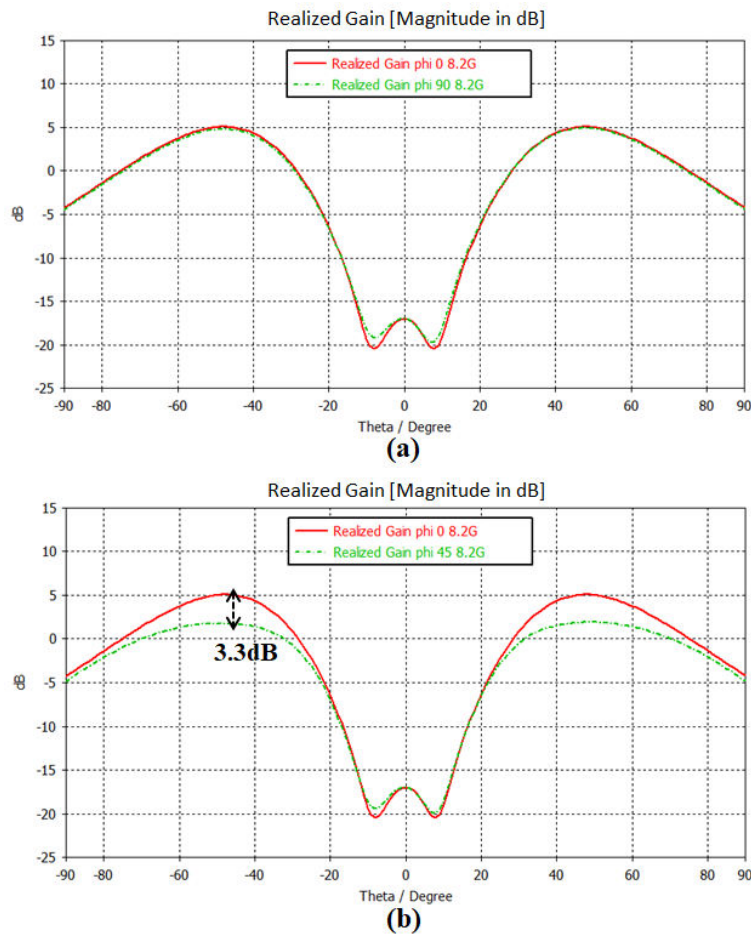 Realized Gain [Magnitude in dB]
15
Realized Gain phi 0 8.2G
10
Realized Gain phi 90 8.2G
5
0
dB
-5
-10
-15
-20
-25
-90 -80 -60 -40 -20 0 20 40 60 80 90
Theta / Degree
(a)
Realized Gain [Magnitude in dB]
15
Realized Gain phi 0 8.2G
10
Realized Gain phi 45 8.2G
5
0
3.3dB
dB
-5
-10
-15
-20
-25
-90 -80 -60 -40 -20 0 20 40 60 80 90
Theta / Degree
(b)